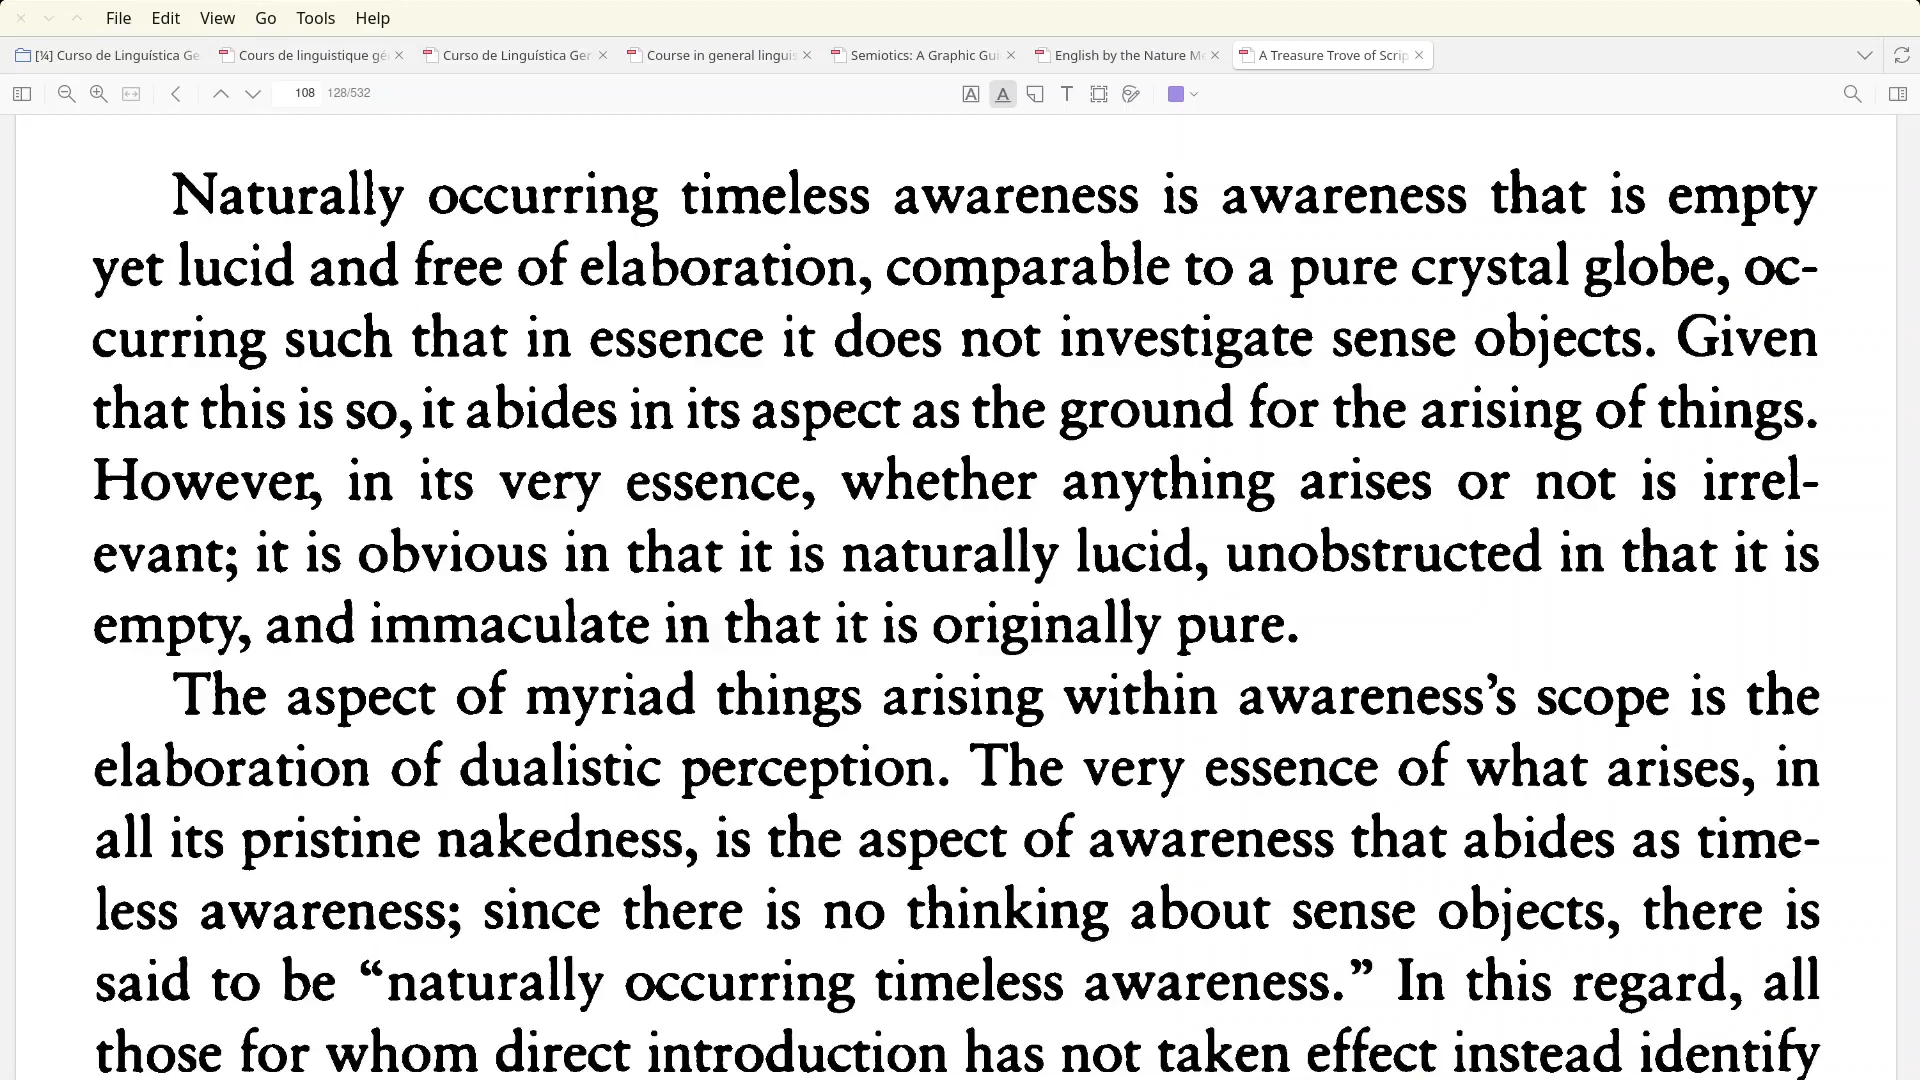 File Edit View Go Tools Help
[¼] Curso de Linguística Ge
Cours de linguistique gé
Curso de Linguística Ger
Course in general linguis
Semiotics: A Graphic Gui
English by the Nature Me
A Treasure Trove of Scrip
108 128/532
Naturally occurring timeless awareness is awareness that is empty
yet lucid and free of elaboration, comparable to a pure crystal globe, oc-
curring such that in essence it does not investigate sense objects. Given
that this is so, it abides in its aspect as the ground for the arising of things.
However, in its very essence, whether anything arises or not is irrel-
evant; it is obvious in that it is naturally lucid, unobstructed in that it is
empty, and immaculate in that it is originally pure.
The aspect of myriad things arising within awareness’s scope is the
elaboration of dualistic perception. The very essence of what arises, in
all its pristine nakedness, is the aspect of awareness that abides as time-
less awareness; since there is no thinking about sense objects, there is
said to be “naturally occurring timeless awareness.” In this regard, all
those for whom direct introduction has not taken effect instead identify